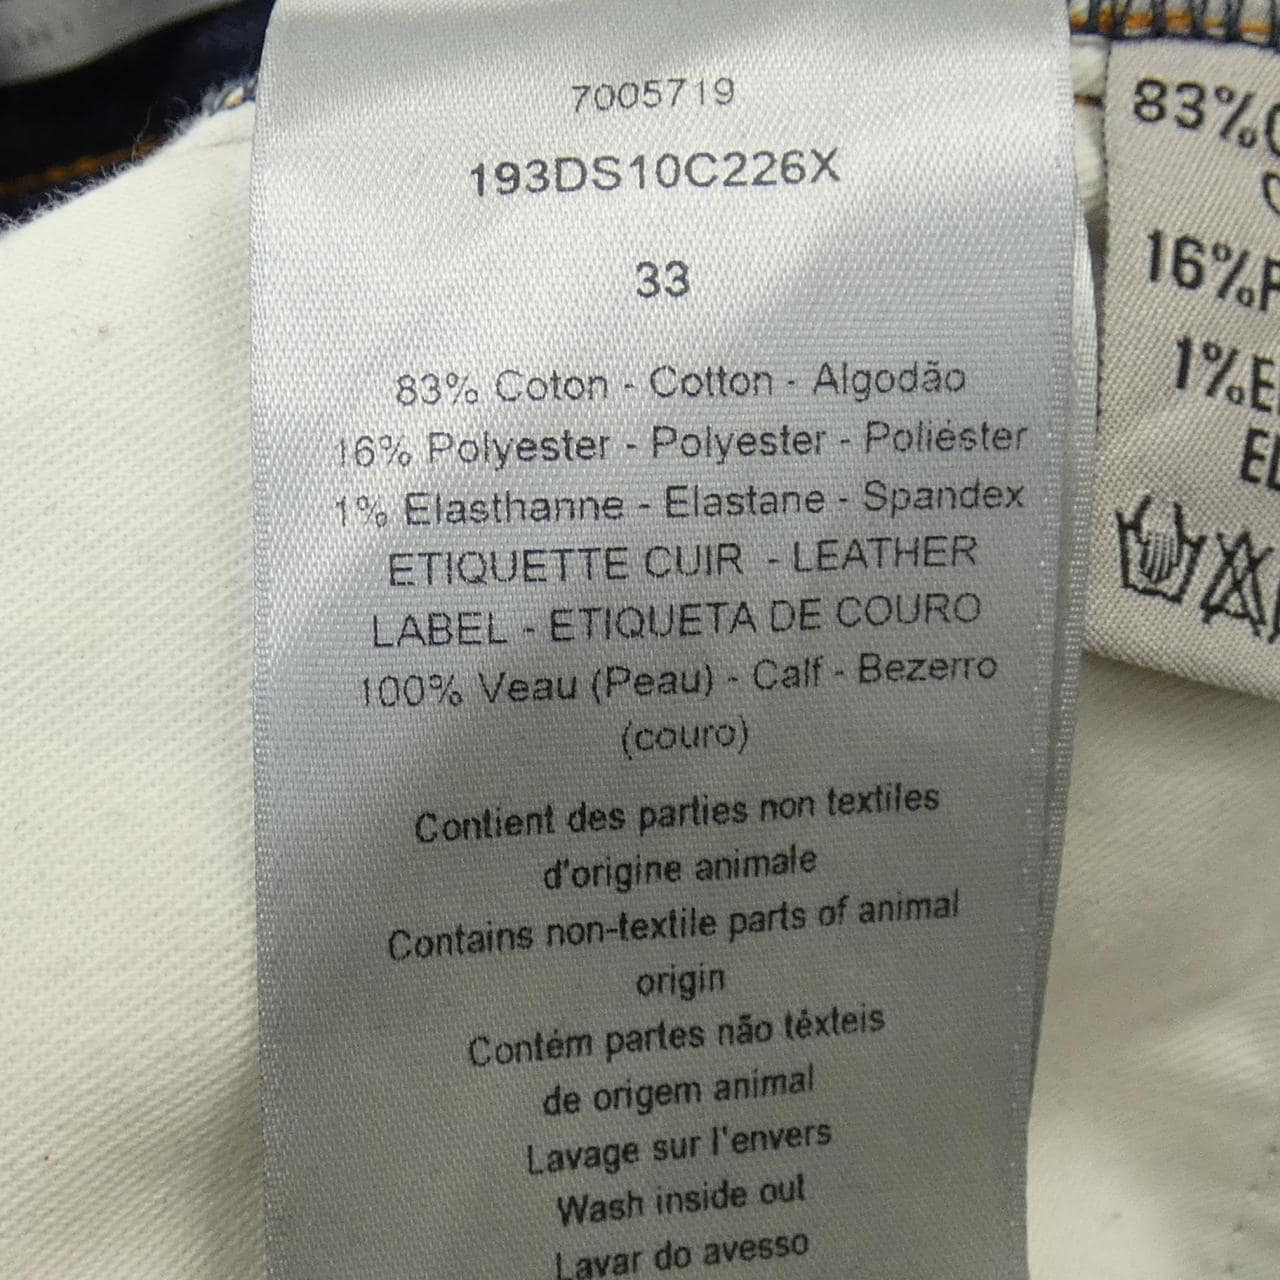 7005719
193DS10C226X
33
83% Coton - Cotton - Algodão
16% Polyester - Polyester - Poliéster
1% Elasthanne - Elastane - Spandex
ETIQUETTE CUIR - LEATHER
LABEL - ETIQUETA DE COURO
100% Veau (Peau) - Calf - Bezerro
(couro)
Contient des parties non textiles
d'origine animale
Contains non-textile parts of animal
origin
Contém partes não têxteis
de origem animal
Lavage sur l'envers
Wash inside out
Lavar do avesso
83%
16%P
1%E
EL